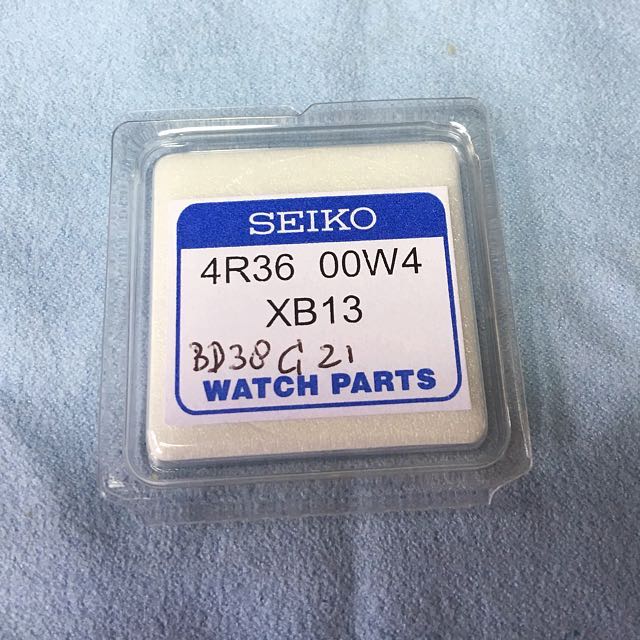 SEIKO
4R36 00W4
XB13
BD38G21
WATCH PARTS